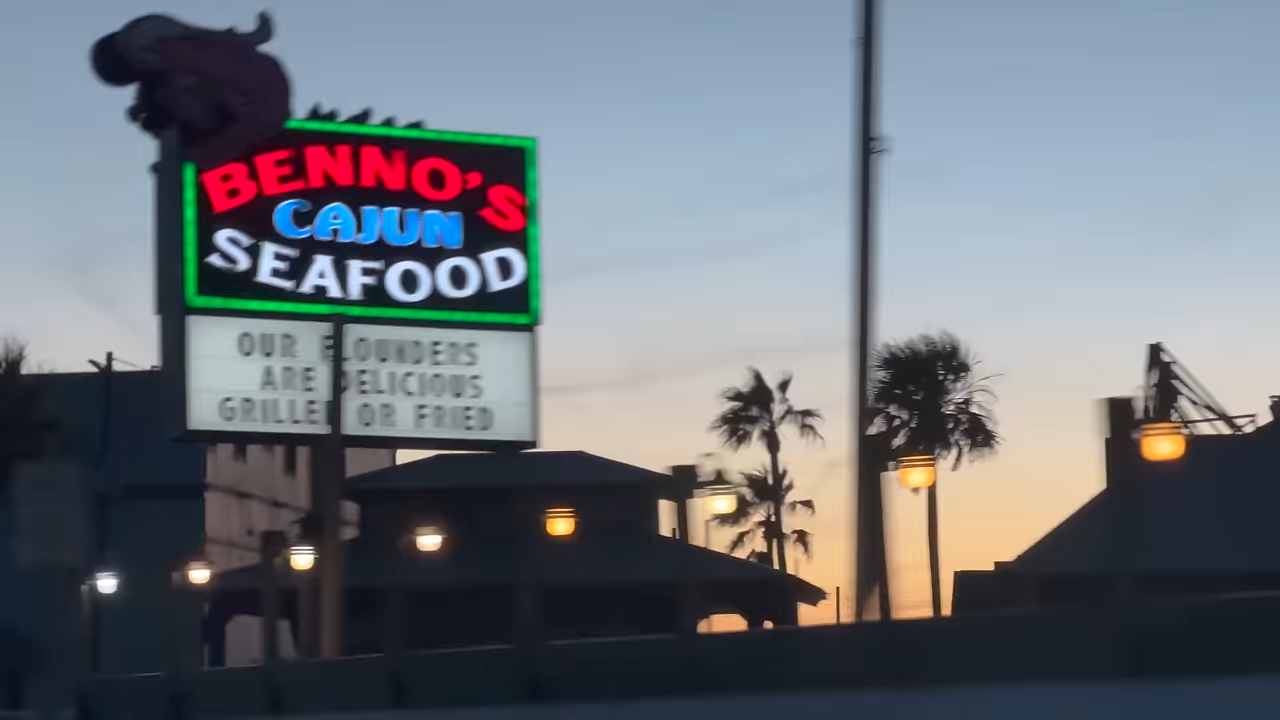 BENNO'S
CAJUN
SEAFOOD
OUR FLOUNDERS
ARE DELICIOUS
GRILLED OR FRIED